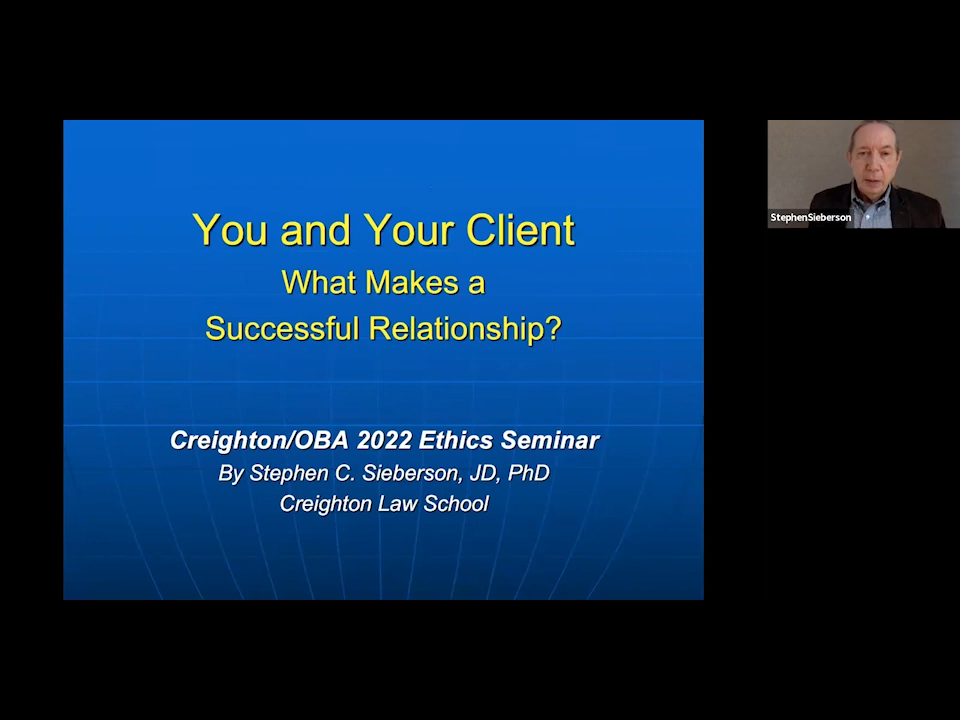 You and Your Client
What Makes a
Successful Relationship?
Creighton/OBA 2022 Ethics Seminar
By Stephen C. Sieberson, JD, PhD
Creighton Law School
StephenSieberson